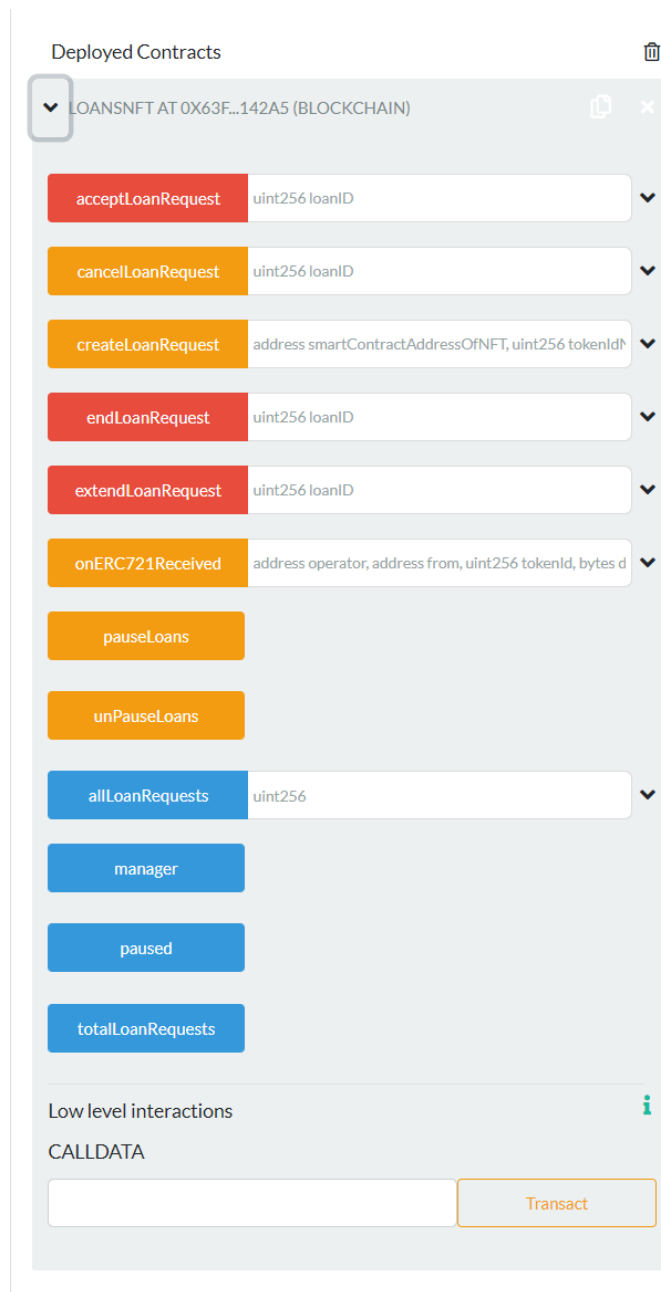 Deployed Contracts
LOANSNFT AT 0X63F...142A5 (BLOCKCHAIN)
acceptLoanRequest uint256 loanID
cancelLoanRequest uint256 loanID
createLoanRequest address smartContractAddressOfNFT, uint256 tokenIdN
endLoanRequest uint256 loanID
extendLoanRequest uint256 loanID
onERC721Received address operator, address from, uint256 tokenId, bytes d
pauseLoans
unPauseLoans
allLoanRequests uint256
manager
paused
totalLoanRequests
Low level interactions
CALLDATA
Transact